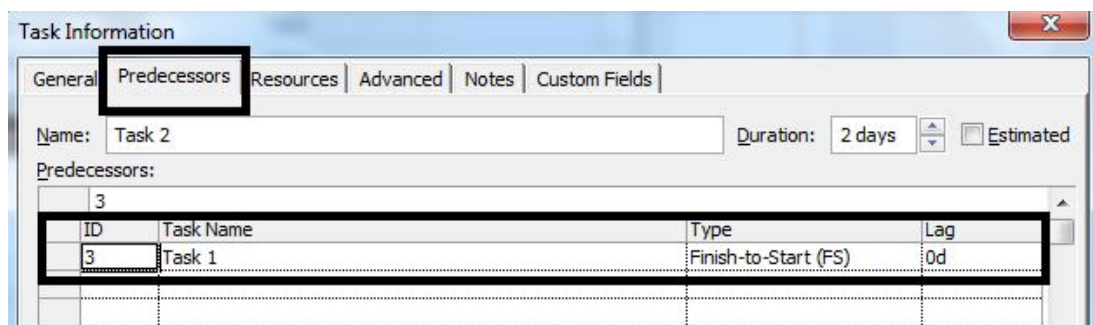 Task Information
General Predecessors Resources Advanced Notes Custom Fields
Name: Task 2 Duration: 2 days Estimated
Predecessors:
3
ID Task Name Type Lag
3 Task 1 Finish-to-Start (FS) 0d